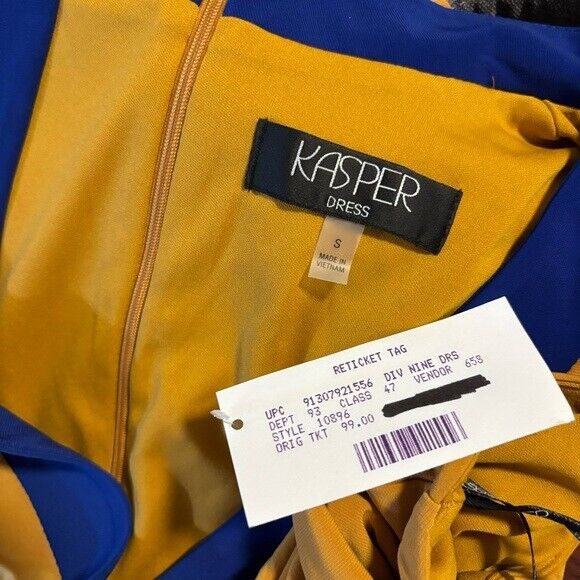 KASPER
DRESS
S
MADE IN
VIETNAM
RETICKET TAG
UPC 91307921556 DIV NINE DRS
DEPT 93 CLASS 47 VENDOR 658
STYLE 10896
ORIG TKT 99.00